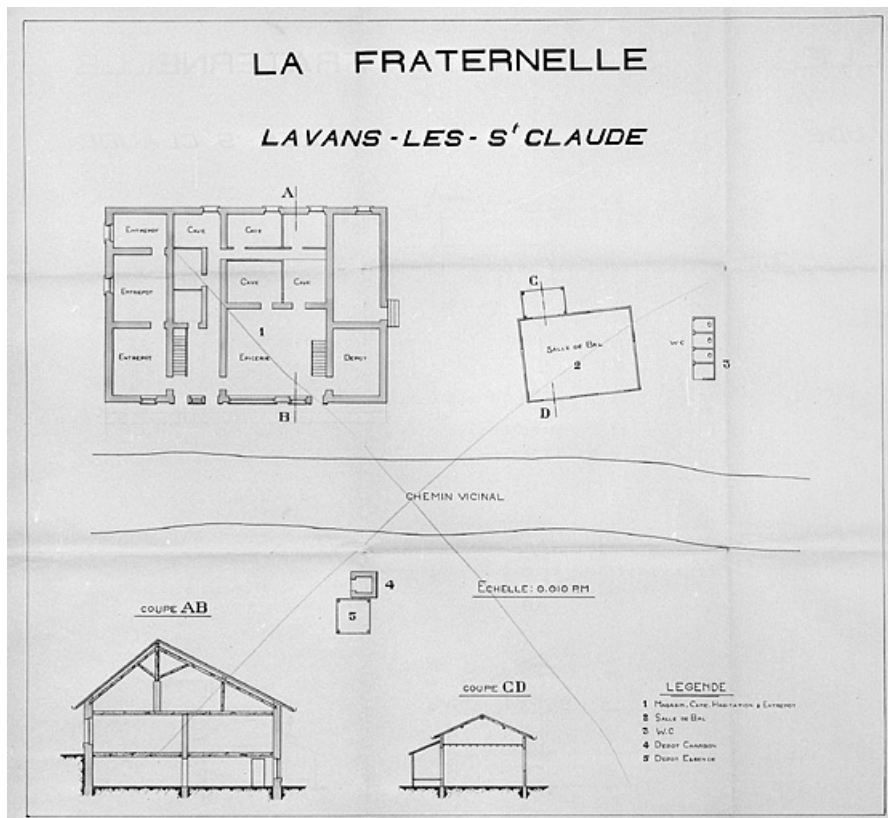 LA FRATERNELLE
LAVANS-LES-St CLAUDE
A
ENTREPOT
CAVE
CAVE
ENTREPOT
CAVE
CAVE
1
ENTREPOT
EPICERIE
DEPOT
B
C
SALLE DE BAL
2
D
W C
3
CHEMIN VICINAL
4
5
ECHELLE: 0.010 P.M
COUPE AB
COUPE CD
LEGENDE
1 MAGASIN, CAFE, HABITATION & ENTREPOT
2 SALLE DE BAL
3 W.C
4 DEPOT CHARBON
5 DEPOT ESSENCE